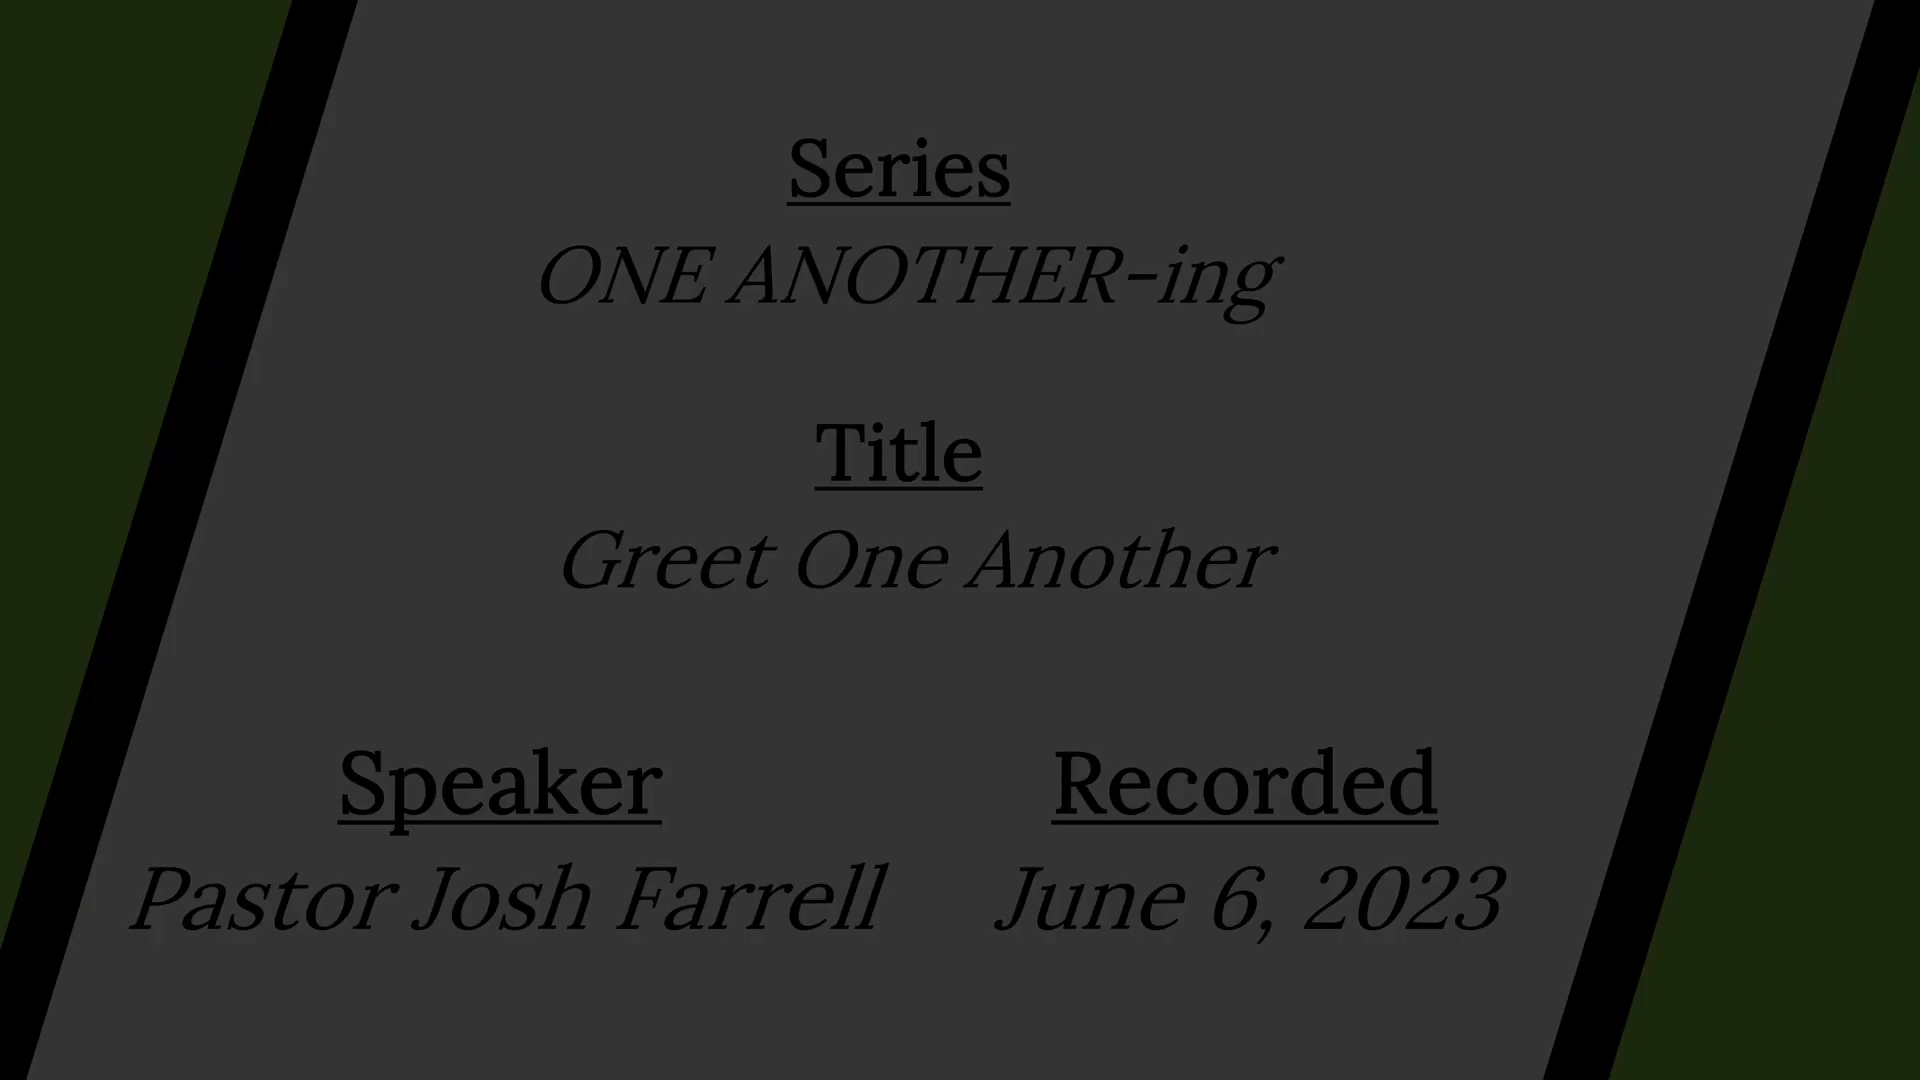 Series
ONE ANOTHER-ing
Title
Greet One Another
Speaker
Pastor Josh Farrell
Recorded
June 6, 2023